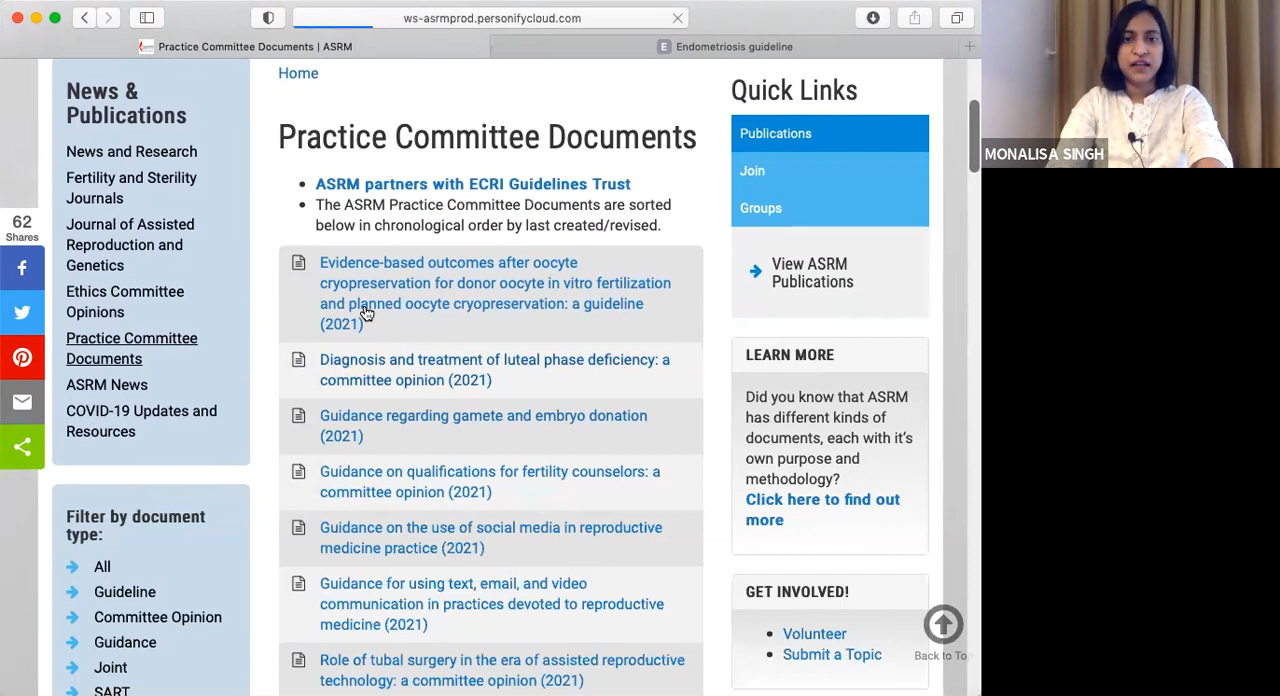 ws-asrmprod.personifycloud.com
Practice Committee Documents | ASRM
E Endometriosis guideline
62
Shares
News &
Publications
News and Research
Fertility and Sterility
Journals
Journal of Assisted
Reproduction and
Genetics
Ethics Committee
Opinions
Practice Committee
Documents
ASRM News
COVID-19 Updates and
Resources
Filter by document
type:
All
Guideline
Committee Opinion
Guidance
Joint
SART
Home
Practice Committee Documents
ASRM partners with ECRI Guidelines Trust
The ASRM Practice Committee Documents are sorted
below in chronological order by last created/revised.
Evidence-based outcomes after oocyte
cryopreservation for donor oocyte in vitro fertilization
and planned oocyte cryopreservation: a guideline
(2021)
Diagnosis and treatment of luteal phase deficiency: a
committee opinion (2021)
Guidance regarding gamete and embryo donation
(2021)
Guidance on qualifications for fertility counselors: a
committee opinion (2021)
Guidance on the use of social media in reproductive
medicine practice (2021)
Guidance for using text, email, and video
communication in practices devoted to reproductive
medicine (2021)
Role of tubal surgery in the era of assisted reproductive
technology: a committee opinion (2021)
Quick Links
Publications
Join
Groups
View ASRM
Publications
LEARN MORE
Did you know that ASRM
has different kinds of
documents, each with it's
own purpose and
methodology?
Click here to find out
more
GET INVOLVED!
Volunteer
Submit a Topic
Back to Top
MONALISA SINGH